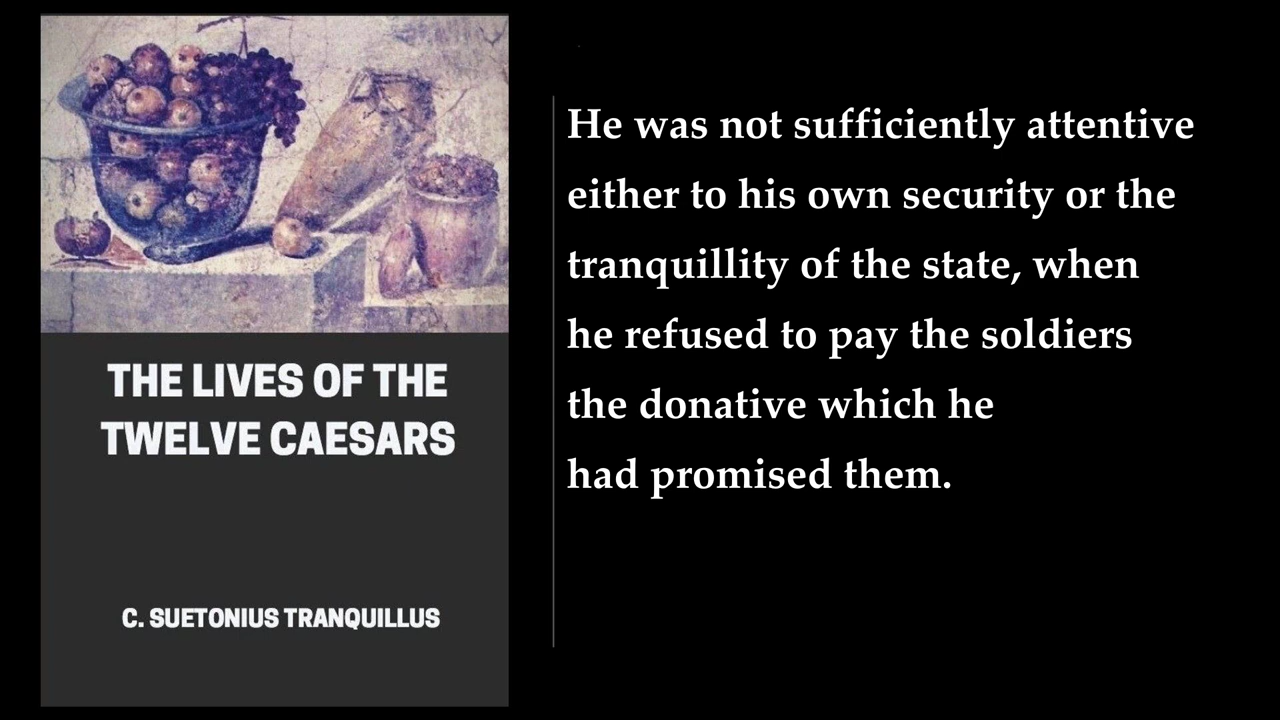 THE LIVES OF THE
TWELVE CAESARS
C. SUETONIUS TRANQUILLUS
He was not sufficiently attentive
either to his own security or the
tranquillity of the state, when
he refused to pay the soldiers
the donative which he
had promised them.